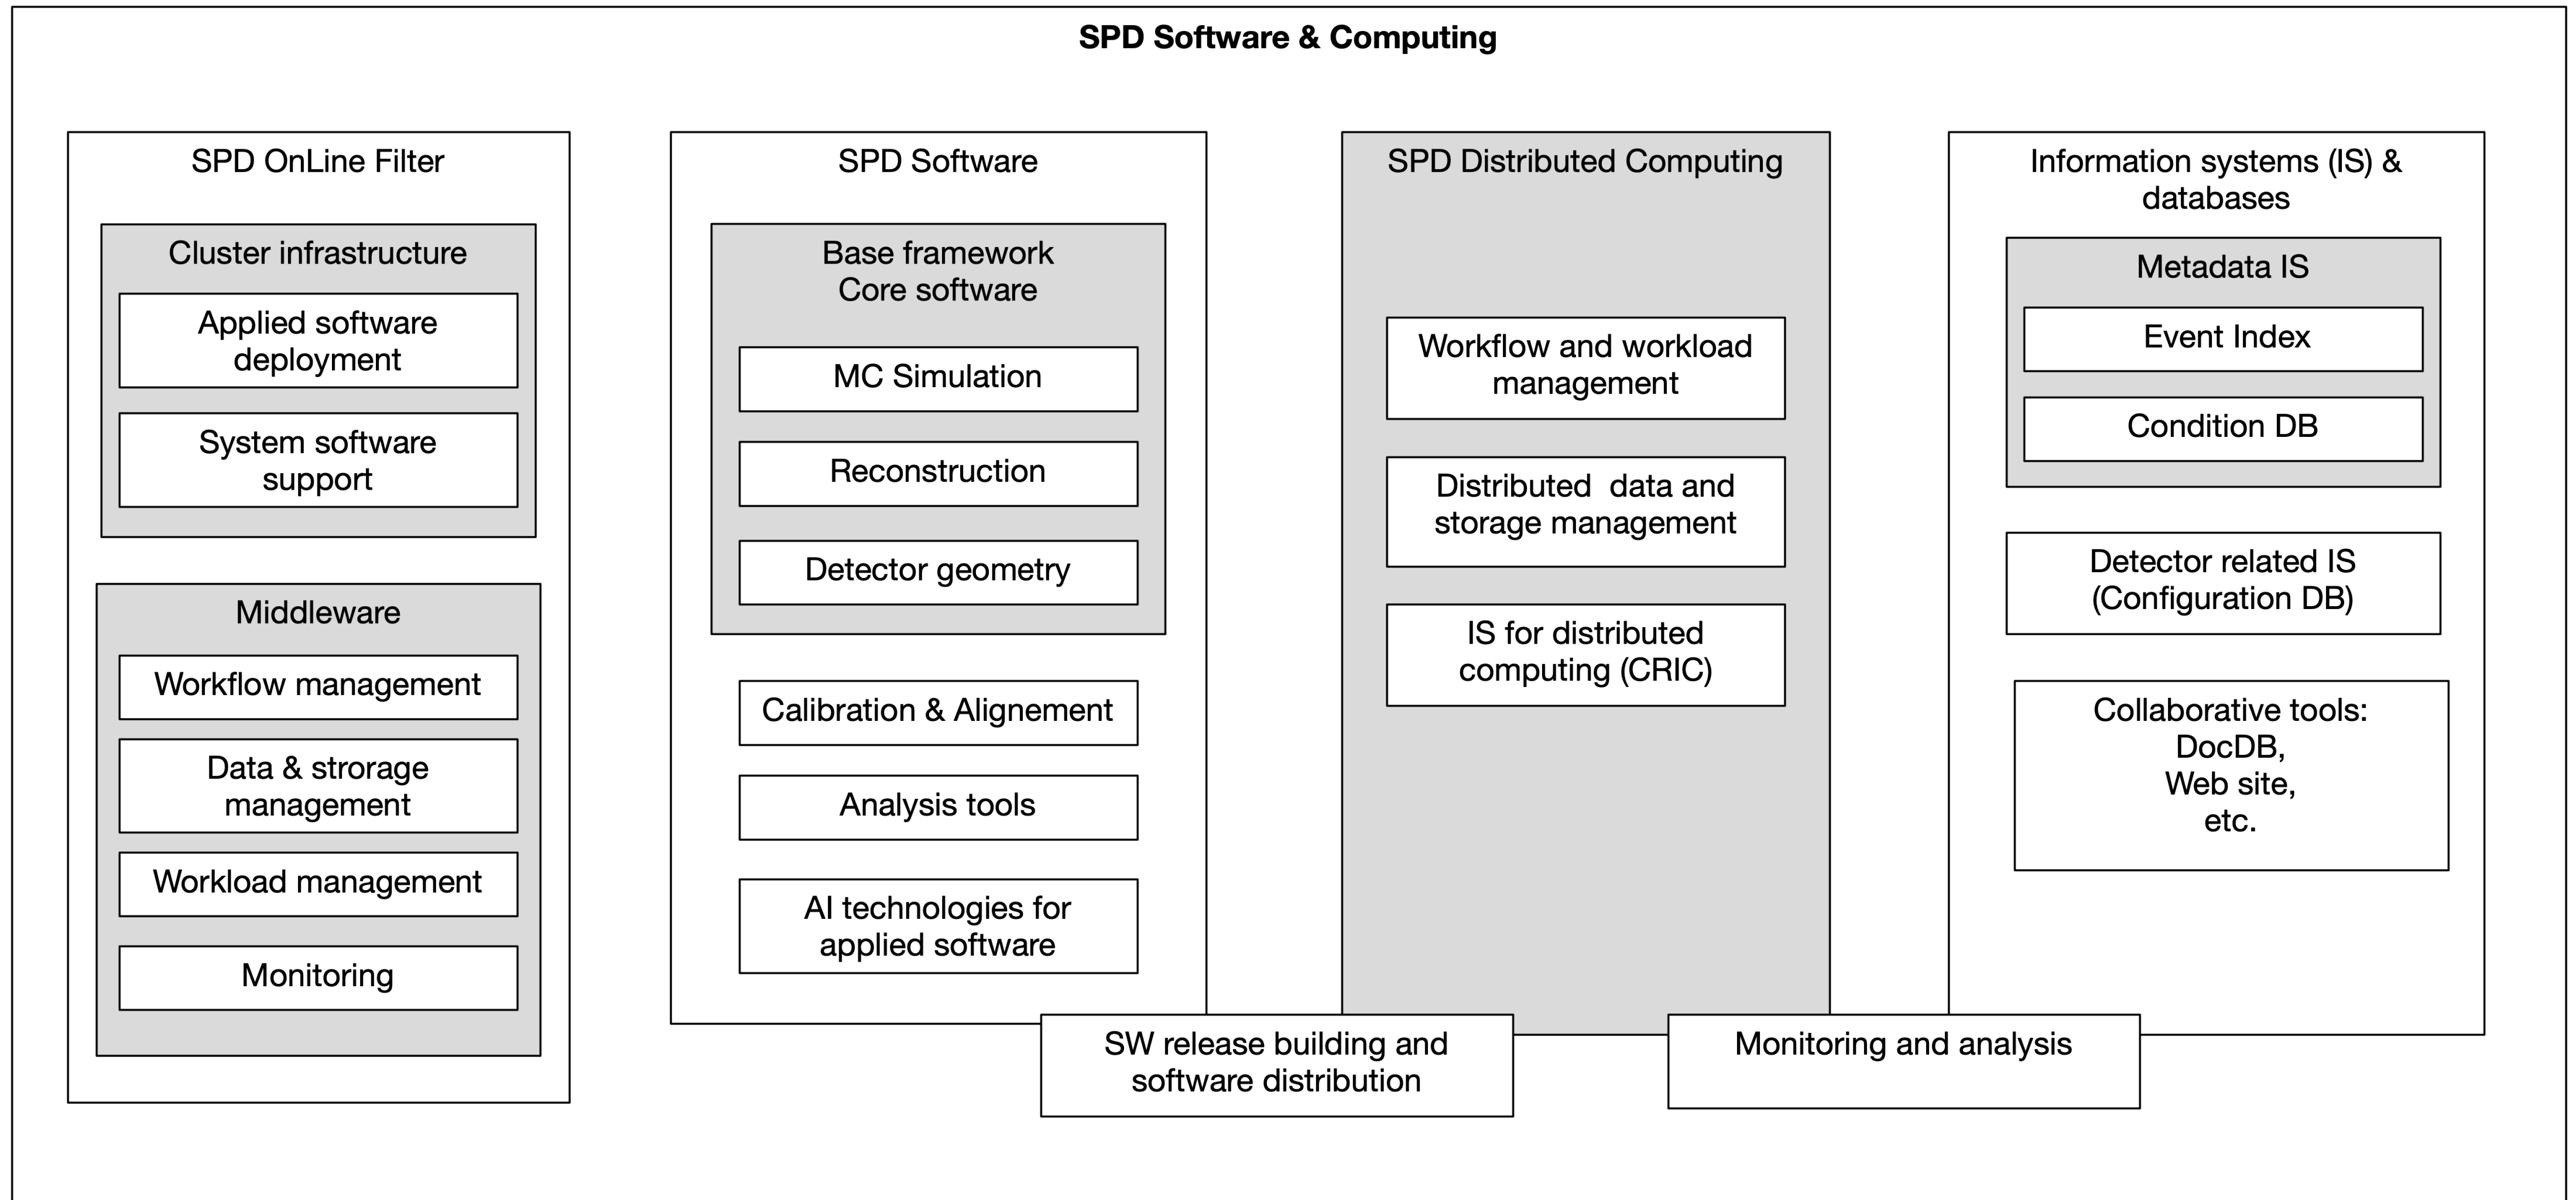 SPD Software & Computing
SPD OnLine Filter
Cluster infrastructure
Applied software
deployment
System software
support
Middleware
Workflow management
Data & strorage
management
Workload management
Monitoring
SPD Software
Base framework
Core software
MC Simulation
Reconstruction
Detector geometry
Calibration & Alignement
Analysis tools
AI technologies for
applied software
SPD Distributed Computing
Workflow and workload
management
Distributed  data and
storage management
IS for distributed
computing (CRIC)
Information systems (IS) &
databases
Metadata IS
Event Index
Condition DB
Detector related IS
(Configuration DB)
Collaborative tools:
DocDB,
Web site,
etc.
SW release building and
software distribution
Monitoring and analysis